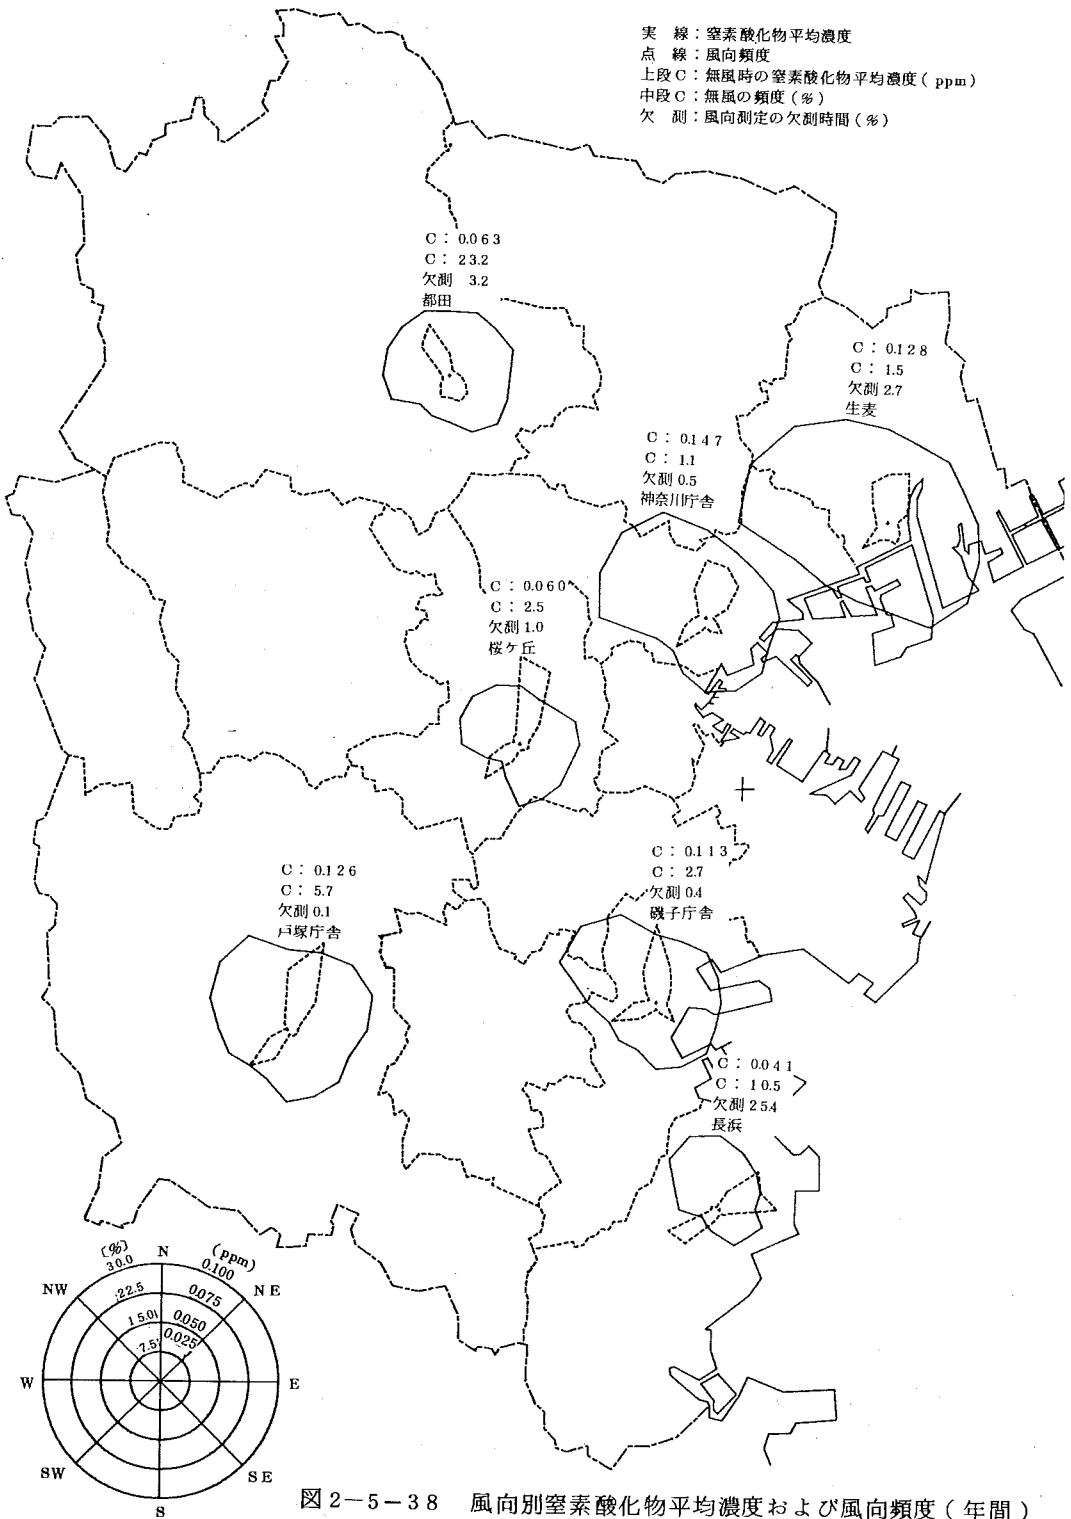 実　線：窒素酸化物平均濃度
点　線：風向頻度
上段C：無風時の窒素酸化物平均濃度(ppm)
中段C：無風の頻度(%)
欠　測：風向測定の欠測時間(%)
C：0.063
C：23.2
欠測 3.2
都田
C：0.128
C：1.5
欠測 2.7
生麦
C：0.147
C：1.1
欠測 0.5
神奈川庁舎
C：0.060
C：2.5
欠測 1.0
桜ケ丘
C：0.126
C：5.7
欠測 0.1
戸塚庁舎
C：0.113
C：2.7
欠測 0.4
磯子庁舎
C：0.041
C：10.5
欠測 25.4
長浜
[%]
30.0
N
(ppm)
0.100
NW
22.5
0.075
NE
15.0
0.050
7.5
0.025
W
E
SW
SE
S
図2－5－38　風向別窒素酸化物平均濃度および風向頻度(年間)